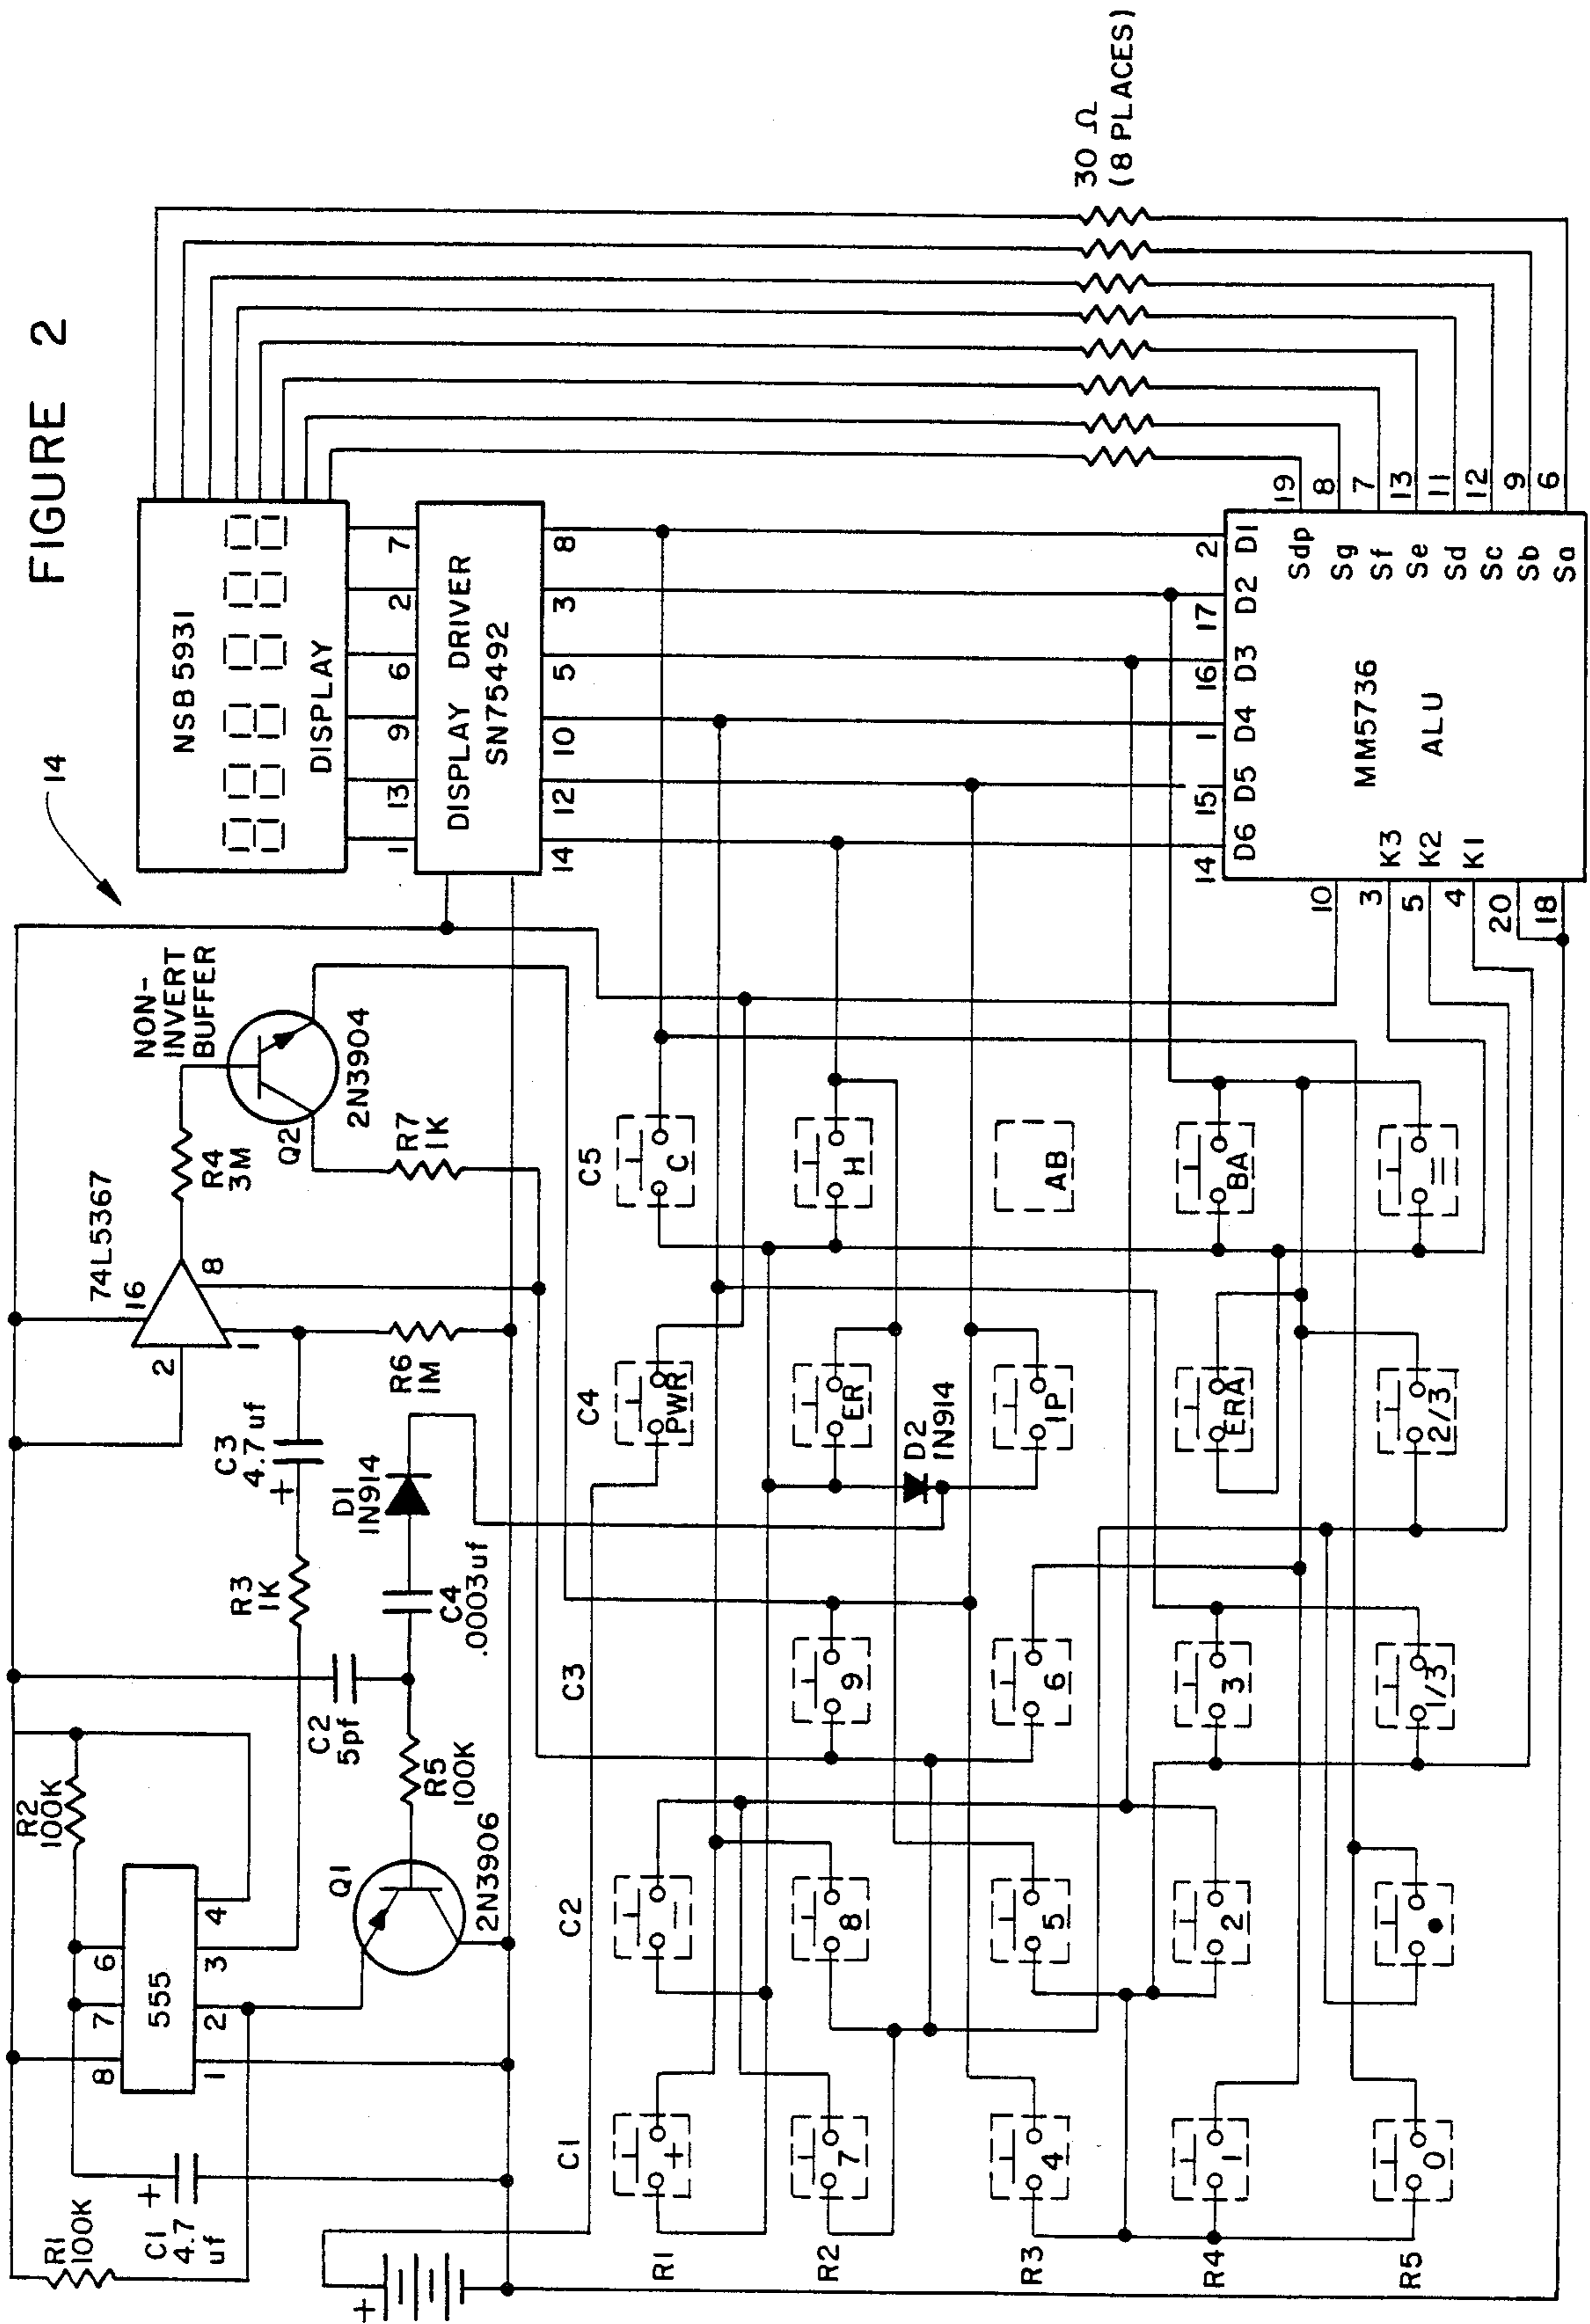 FIGURE 2
14
R1
100K
C1
4.7
uf
+
R2
100K
555
8
7
6
1
2
3
4
Q1
2N3906
R5
100K
C2
5pf
C4
.0003uf
D1
1N914
R3
1K
C3
4.7 uf
+
R6
1M
74L5367
2
16
1
8
R4
3M
NON-
INVERT
BUFFER
Q2
2N3904
R7
1K
NSB5931
DISPLAY
1
13
9
6
2
7
DISPLAY DRIVER
SN75492
14
12
10
5
3
8
+
C1
C2
C3
C4
C5
R1
+
—
PWR
C
R2
7
8
9
ER
H
D2
1N914
R3
4
5
6
IP
AB
R4
1
2
3
ERA
BA
R5
0
•
1/3
2/3
=
14
15
1
16
17
2
D6
D5
D4
D3
D2
D1
10
3
K3
5
K2
4
K1
20
18
MM5736
ALU
Sdp
19
Sg
8
Sf
7
Se
13
Sd
11
Sc
12
Sb
9
Sa
6
30 Ω
(8 PLACES)